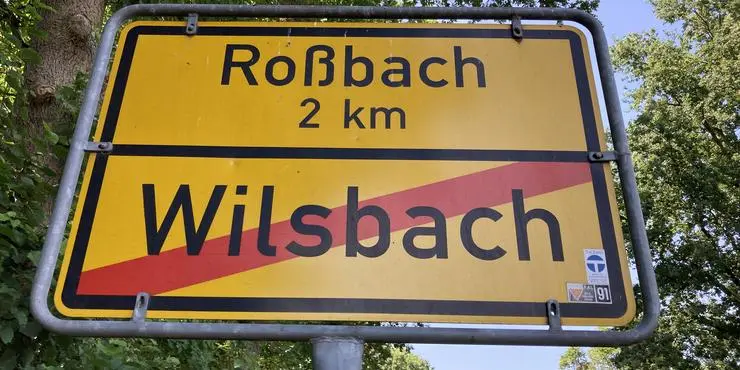 Roßbach
2 km
Wilsbach
91